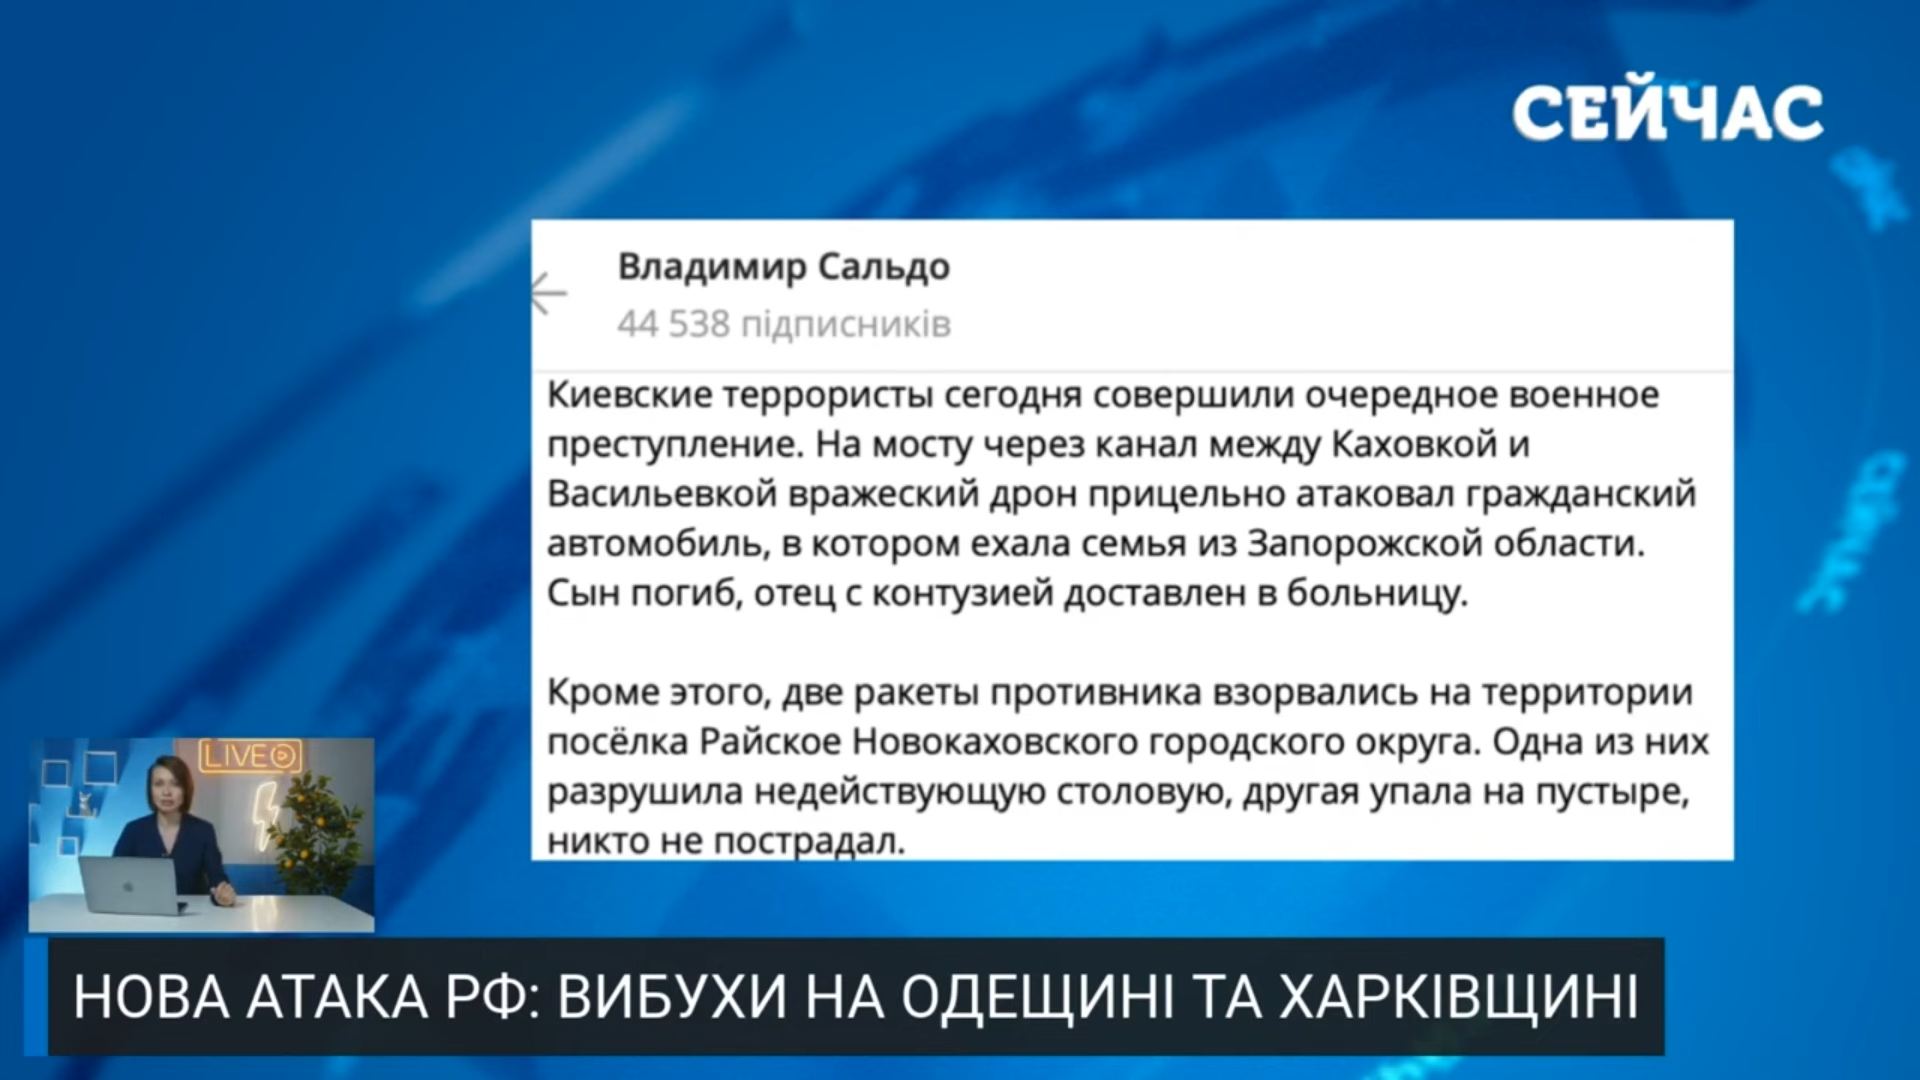 СЕЙЧАС
Владимир Сальдо
44 538 підписників
Киевские террористы сегодня совершили очередное военное
преступление. На мосту через канал между Каховкой и
Васильевкой вражеский дрон прицельно атаковал гражданский
автомобиль, в котором ехала семья из Запорожской области.
Сын погиб, отец с контузией доставлен в больницу.
Кроме этого, две ракеты противника взорвались на территории
посёлка Райское Новокаховского городского округа. Одна из них
разрушила недействующую столовую, другая упала на пустыре,
никто не пострадал.
LIVE
НОВА АТАКА РФ: ВИБУХИ НА ОДЕЩИНІ ТА ХАРКІВЩИНІ